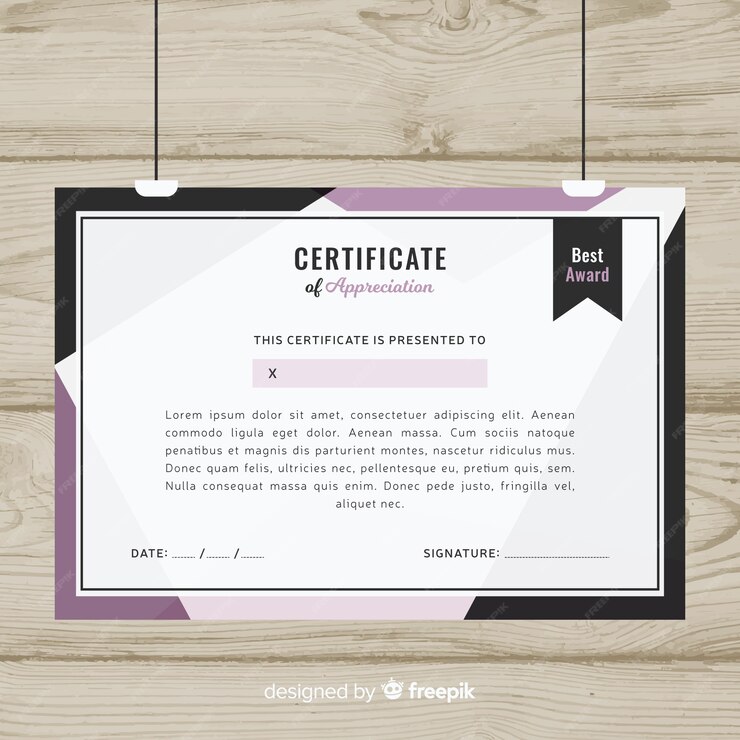 CERTIFICATE
of Appreciation
Best
Award
THIS CERTIFICATE IS PRESENTED TO
X
Lorem ipsum dolor sit amet, consectetuer adipiscing elit. Aenean
commodo ligula eget dolor. Aenean massa. Cum sociis natoque
penatibus et magnis dis parturient montes, nascetur ridiculus mus.
Donec quam felis, ultricies nec, pellentesque eu, pretium quis, sem.
Nulla consequat massa quis enim. Donec pede justo, fringilla vel,
aliquet nec.
DATE: ...... /...... /......
SIGNATURE: ..........................
designed by freepik